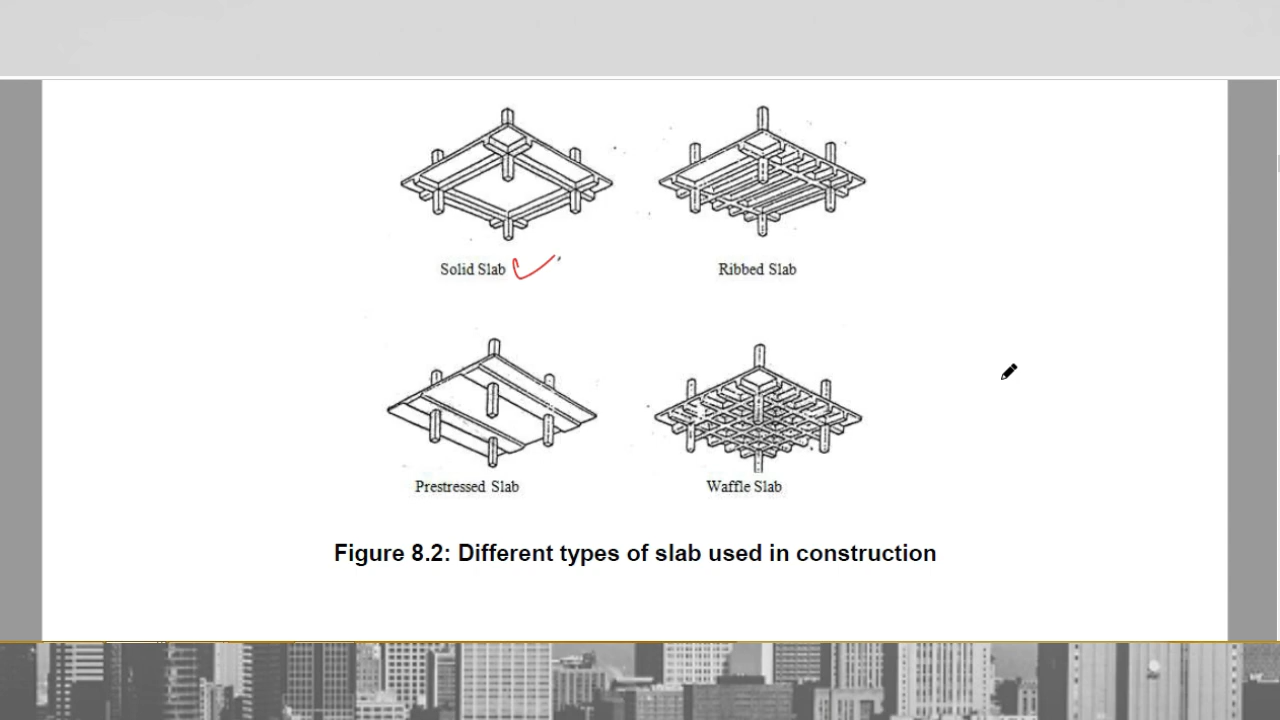 Solid Slab
Ribbed Slab
Prestressed Slab
Waffle Slab
Figure 8.2: Different types of slab used in construction